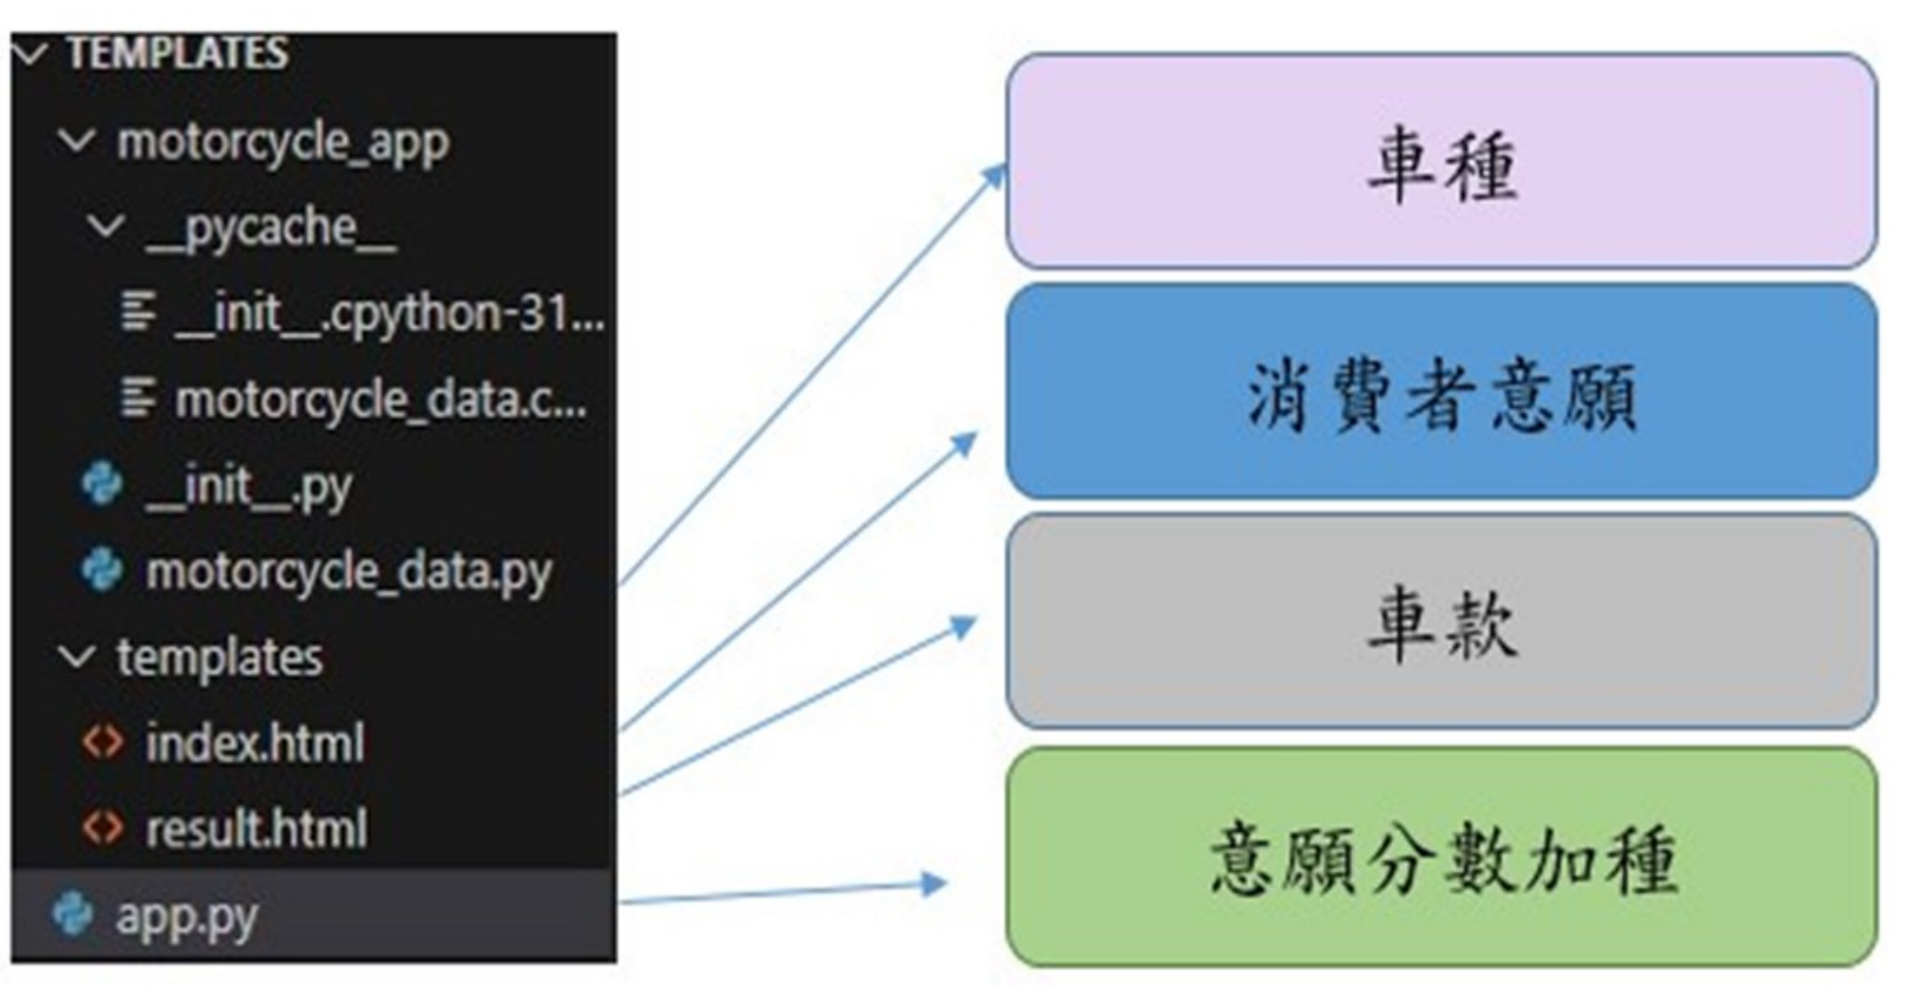 TEMPLATES
motorcycle_app
__pycache__
__init__.cpython-31...
motorcycle_data.c...
__init__.py
motorcycle_data.py
templates
index.html
result.html
app.py
車種
消費者意願
車款
意願分數加種